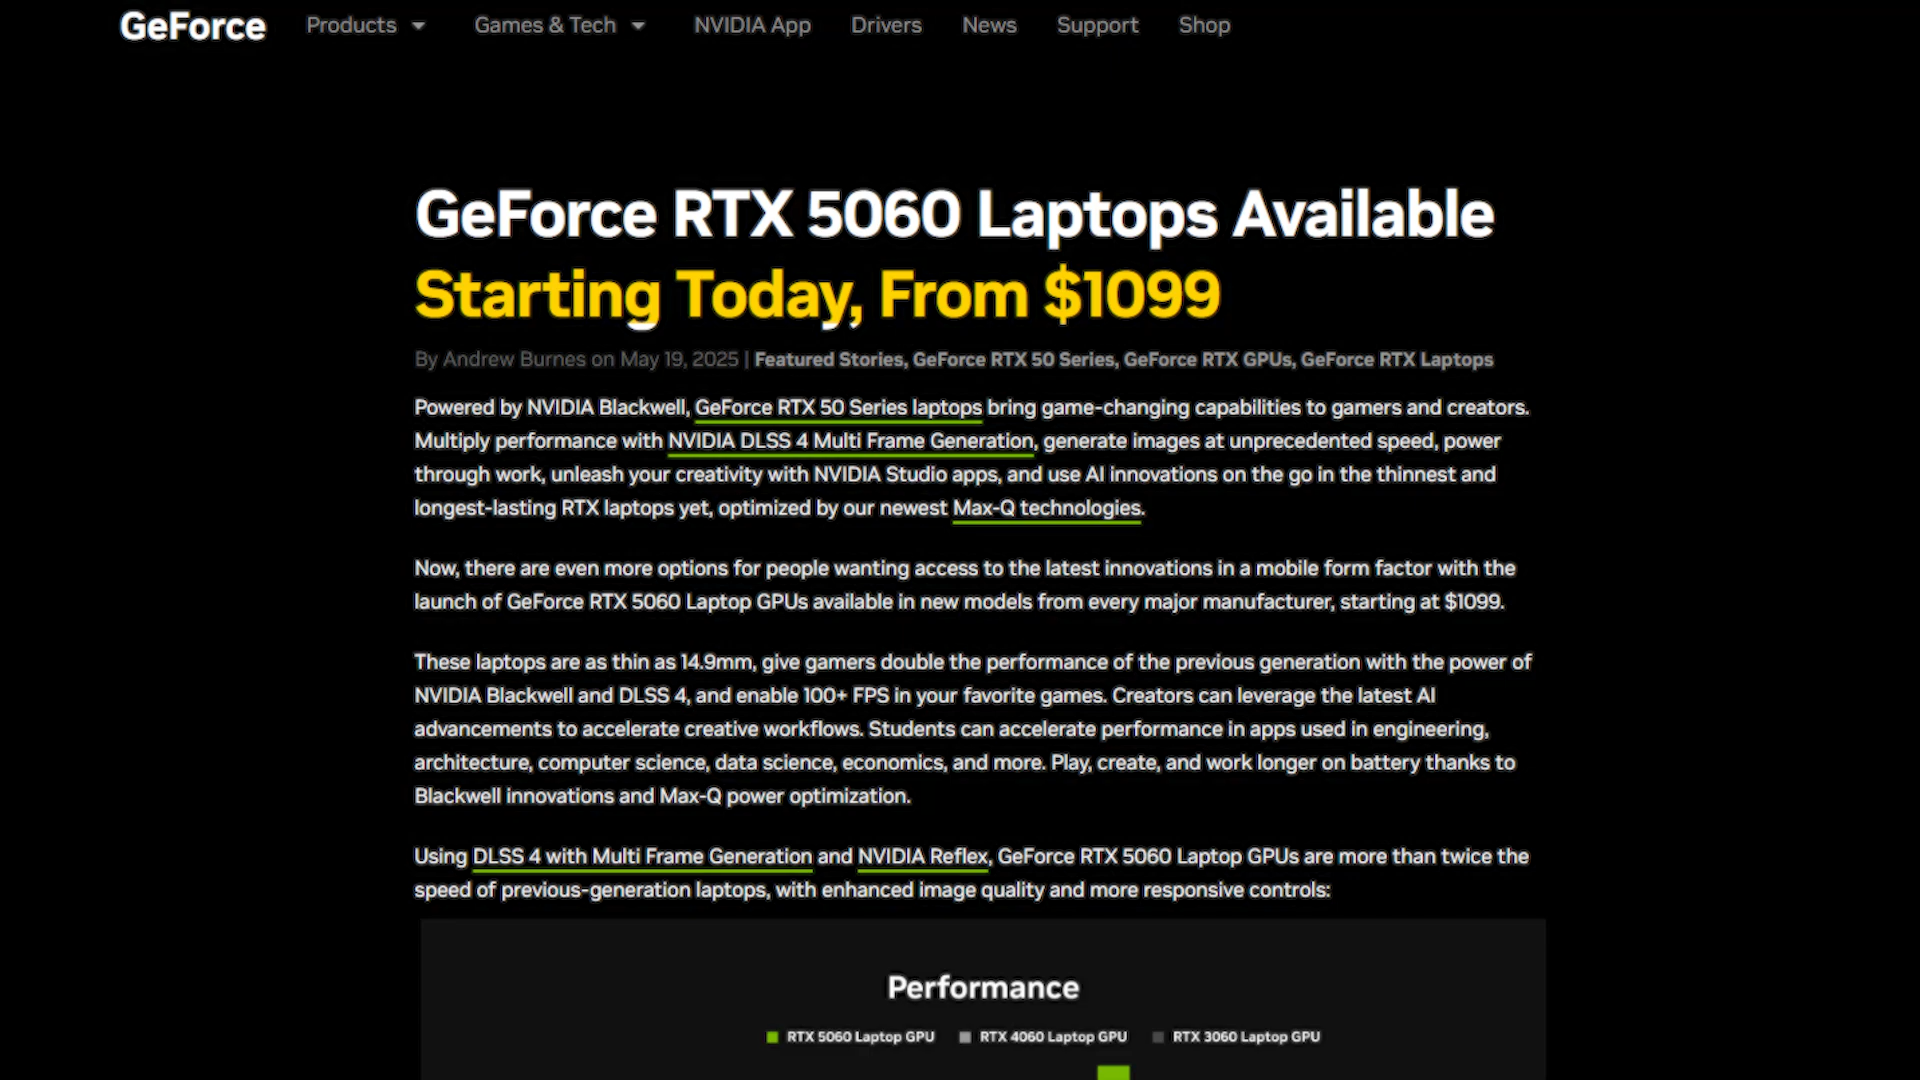 GeForce Products Games & Tech NVIDIA App Drivers News Support Shop
GeForce RTX 5060 Laptops Available
Starting Today, From $1099
By Andrew Burnes on May 19, 2025 | Featured Stories, GeForce RTX 50 Series, GeForce RTX GPUs, GeForce RTX Laptops
Powered by NVIDIA Blackwell, GeForce RTX 50 Series laptops bring game-changing capabilities to gamers and creators.
Multiply performance with NVIDIA DLSS 4 Multi Frame Generation, generate images at unprecedented speed, power
through work, unleash your creativity with NVIDIA Studio apps, and use AI innovations on the go in the thinnest and
longest-lasting RTX laptops yet, optimized by our newest Max-Q technologies.
Now, there are even more options for people wanting access to the latest innovations in a mobile form factor with the
launch of GeForce RTX 5060 Laptop GPUs available in new models from every major manufacturer, starting at $1099.
These laptops are as thin as 14.9mm, give gamers double the performance of the previous generation with the power of
NVIDIA Blackwell and DLSS 4, and enable 100+ FPS in your favorite games. Creators can leverage the latest AI
advancements to accelerate creative workflows. Students can accelerate performance in apps used in engineering,
architecture, computer science, data science, economics, and more. Play, create, and work longer on battery thanks to
Blackwell innovations and Max-Q power optimization.
Using DLSS 4 with Multi Frame Generation and NVIDIA Reflex, GeForce RTX 5060 Laptop GPUs are more than twice the
speed of previous-generation laptops, with enhanced image quality and more responsive controls:
Performance
RTX 5060 Laptop GPU RTX 4060 Laptop GPU RTX 3060 Laptop GPU